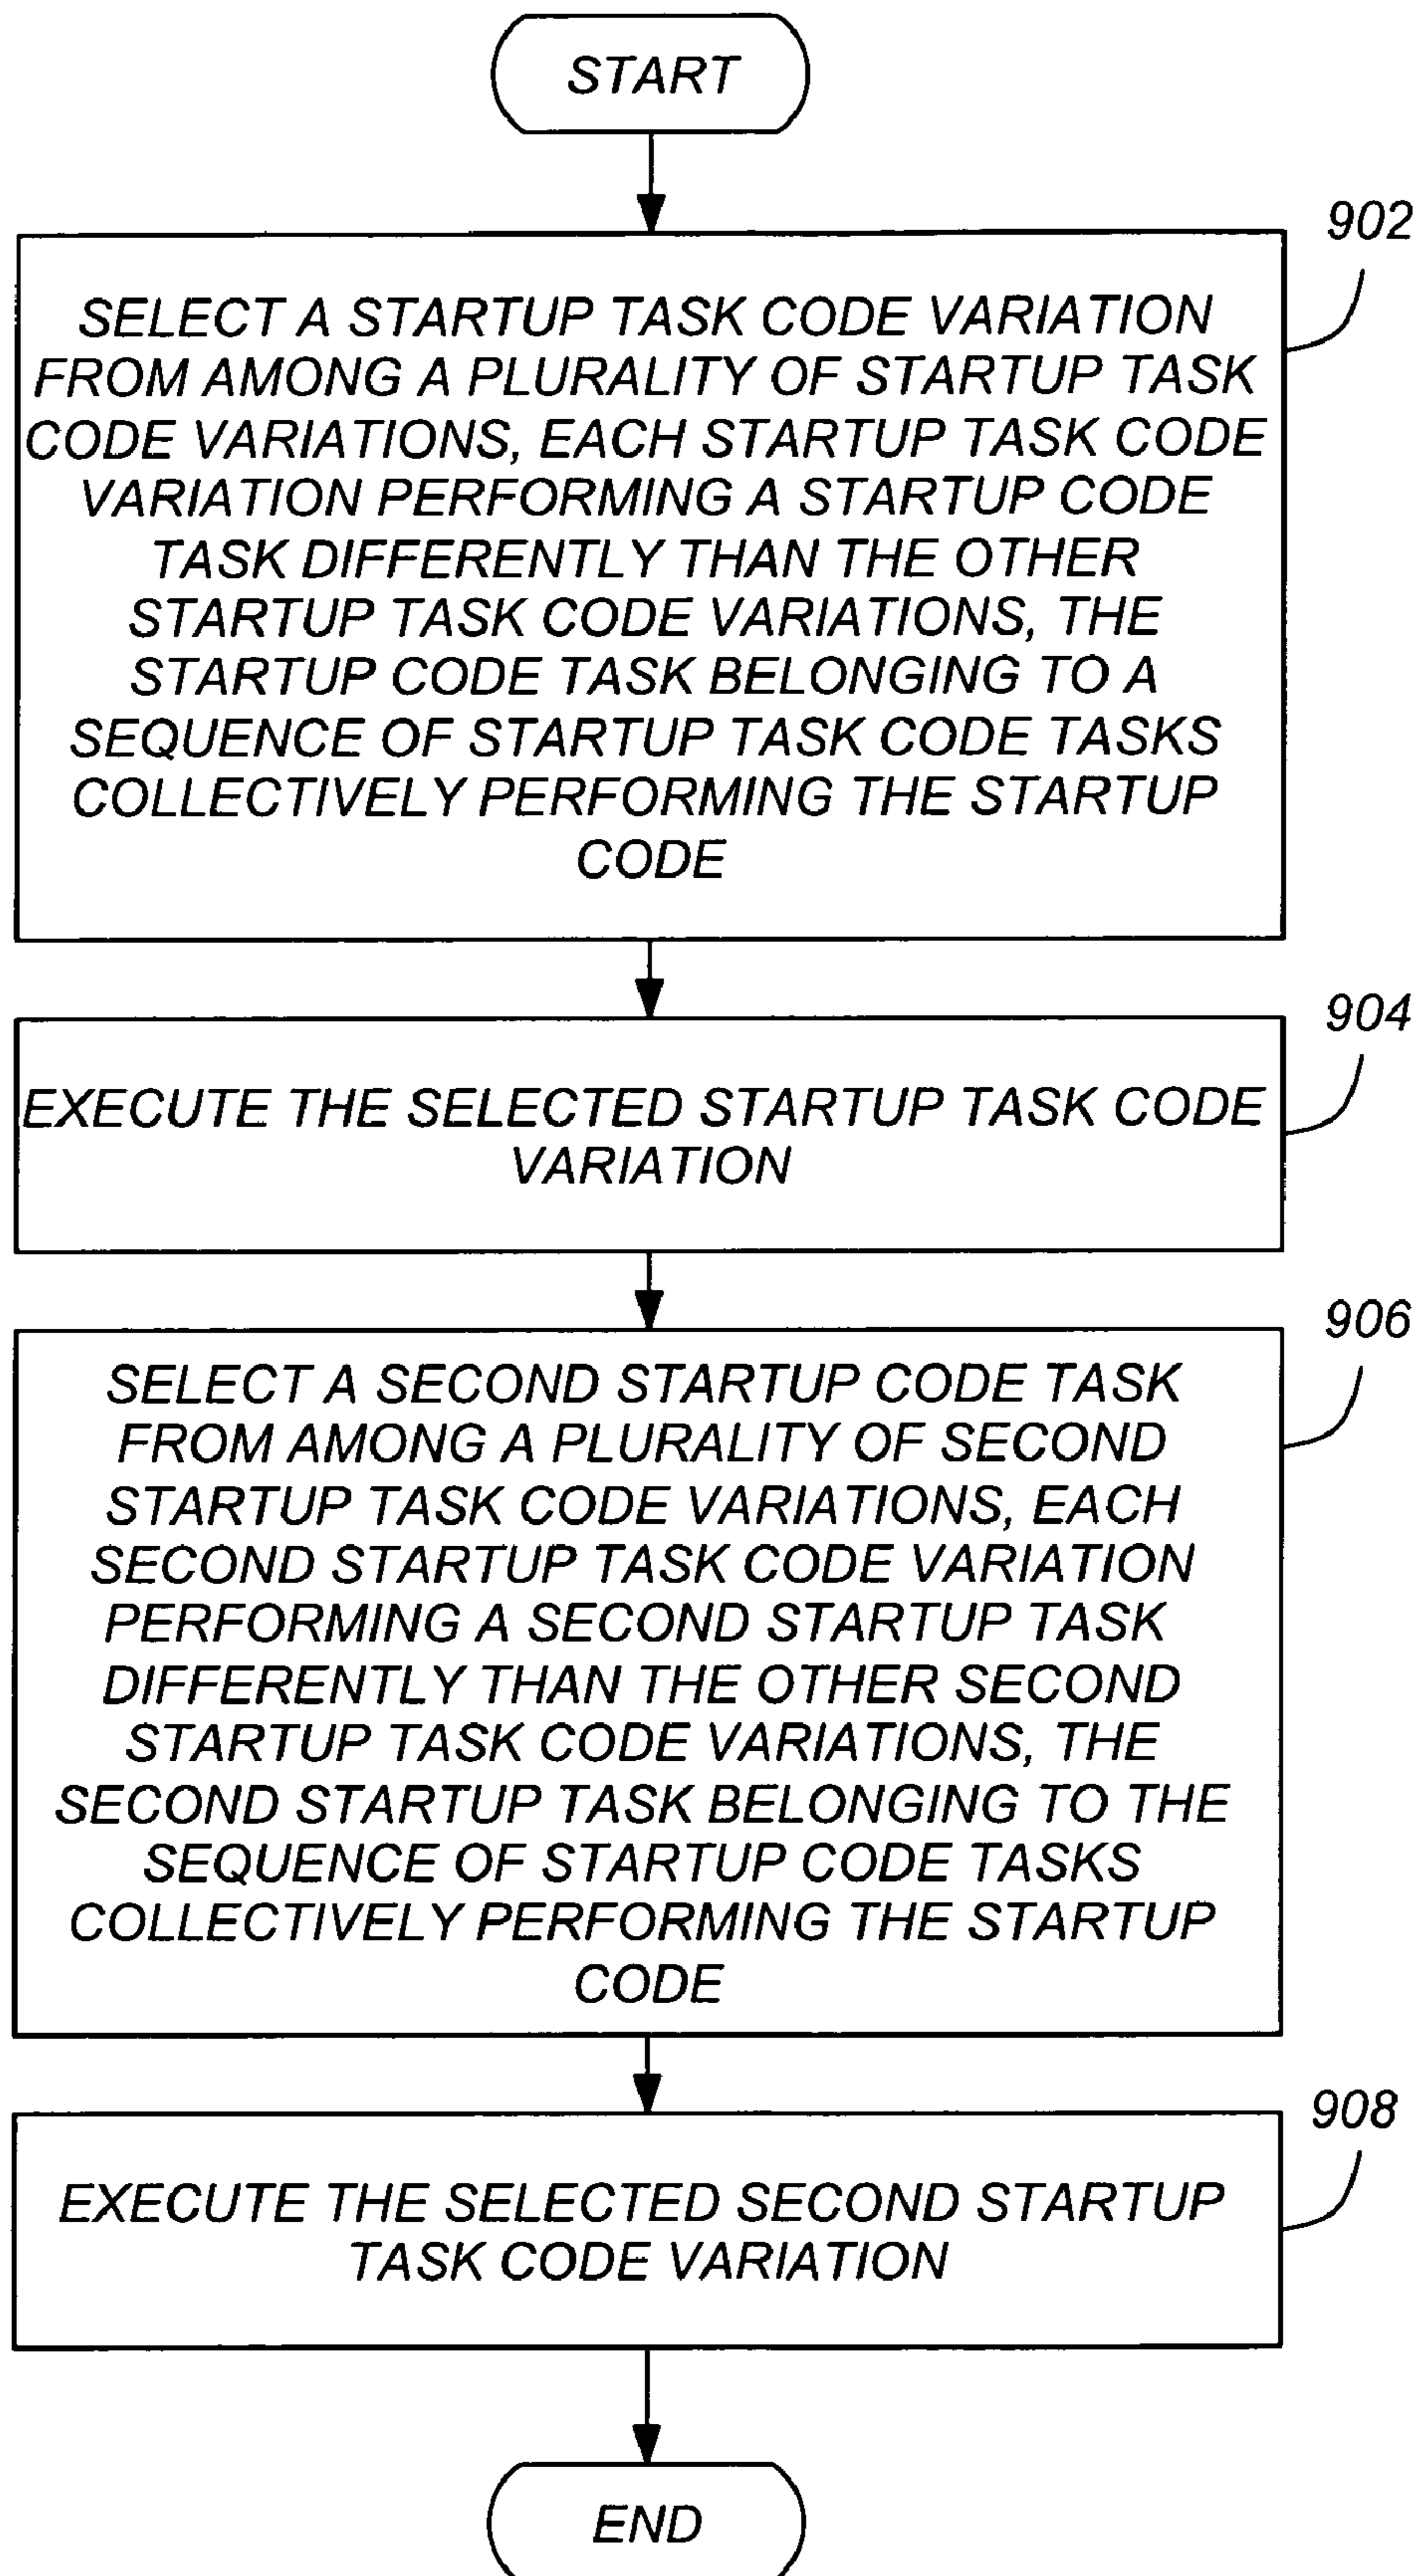 START
902
SELECT A STARTUP TASK CODE VARIATION
FROM AMONG A PLURALITY OF STARTUP TASK
CODE VARIATIONS, EACH STARTUP TASK CODE
VARIATION PERFORMING A STARTUP CODE
TASK DIFFERENTLY THAN THE OTHER
STARTUP TASK CODE VARIATIONS, THE
STARTUP CODE TASK BELONGING TO A
SEQUENCE OF STARTUP TASK CODE TASKS
COLLECTIVELY PERFORMING THE STARTUP
CODE
904
EXECUTE THE SELECTED STARTUP TASK CODE
VARIATION
906
SELECT A SECOND STARTUP CODE TASK
FROM AMONG A PLURALITY OF SECOND
STARTUP TASK CODE VARIATIONS, EACH
SECOND STARTUP TASK CODE VARIATION
PERFORMING A SECOND STARTUP TASK
DIFFERENTLY THAN THE OTHER SECOND
STARTUP TASK CODE VARIATIONS, THE
SECOND STARTUP TASK BELONGING TO THE
SEQUENCE OF STARTUP CODE TASKS
COLLECTIVELY PERFORMING THE STARTUP
CODE
908
EXECUTE THE SELECTED SECOND STARTUP
TASK CODE VARIATION
END